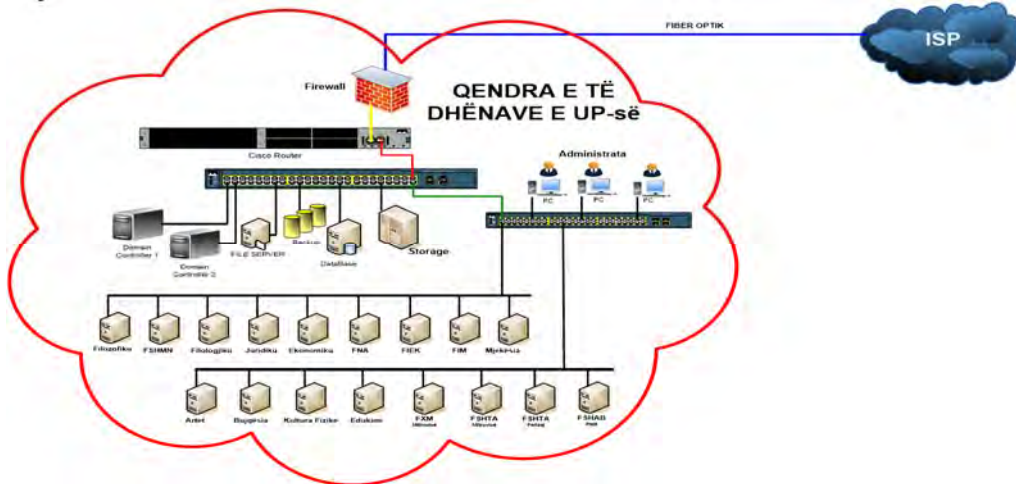 FIBER OPTIK
ISP
Firewall
QENDRA E TË
DHËNAVE E UP-së
Cisco Router
Administrata
PC
PC
PC
Domain
Controller 1
Domain
Controller 2
FILE SERVER
Backup
DataBase
Storage
Filozofiku
FSHMN
Filologjiku
Juridiku
Ekonomiku
FNA
FIEK
FIM
Mjekësia
Artet
Bujqësia
Kultura Fizike
Edukimi
FXM
FSHTA
FSHTA
FSHAB